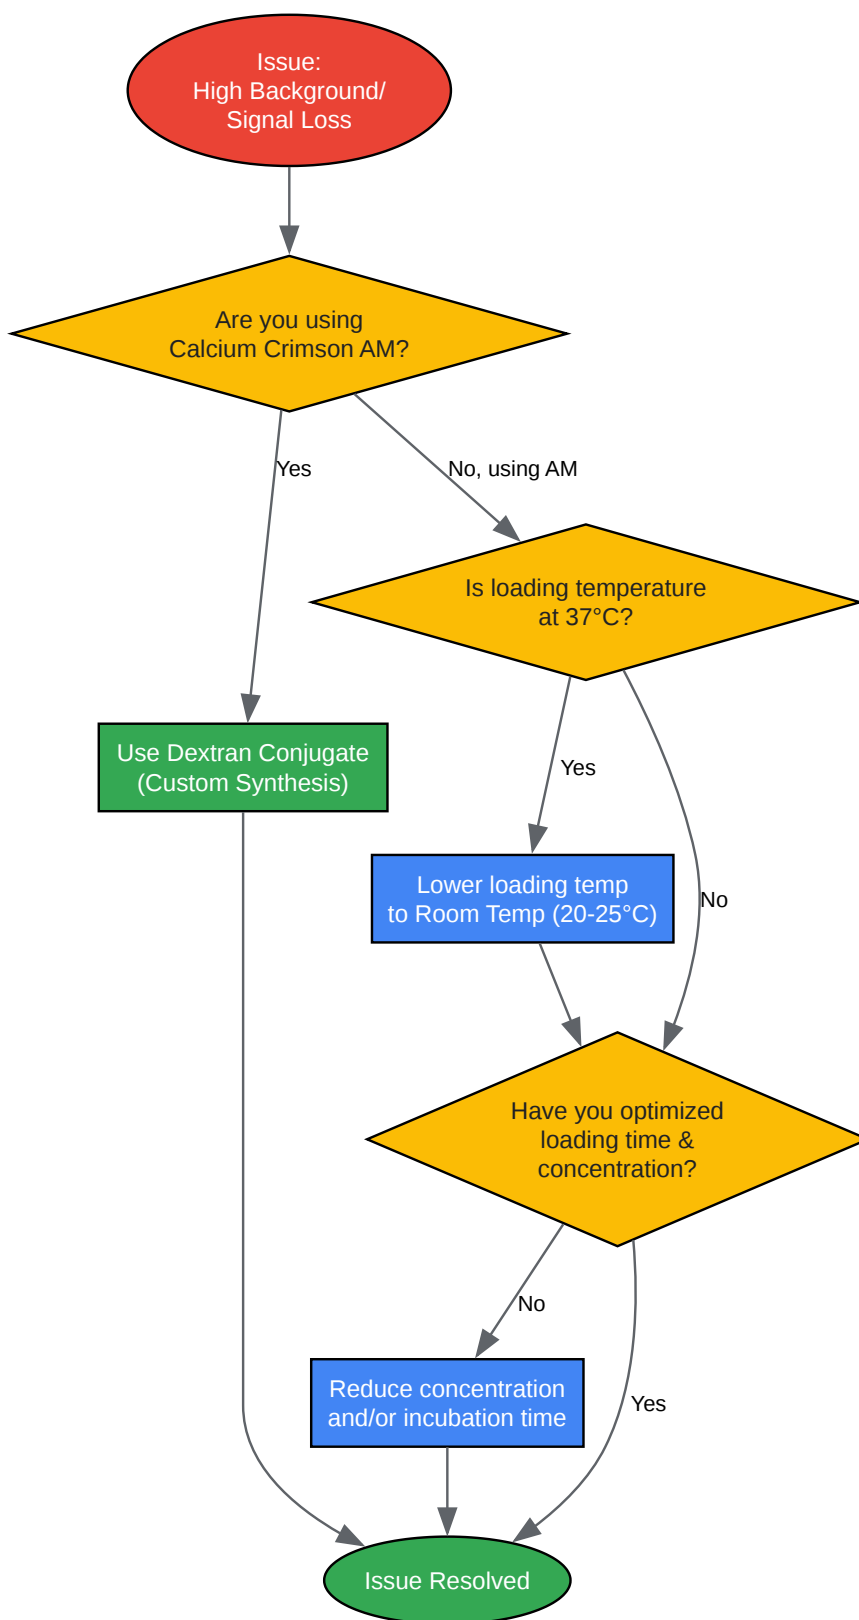 Issue:
High Background/
Signal Loss
Are you using
Calcium Crimson AM?
Yes
No, using AM
Is loading temperature
at 37°C?
Use Dextran Conjugate
(Custom Synthesis)
Yes
Lower loading temp
to Room Temp (20-25°C)
No
Have you optimized
loading time &
concentration?
No
Reduce concentration
and/or incubation time
Yes
Issue Resolved